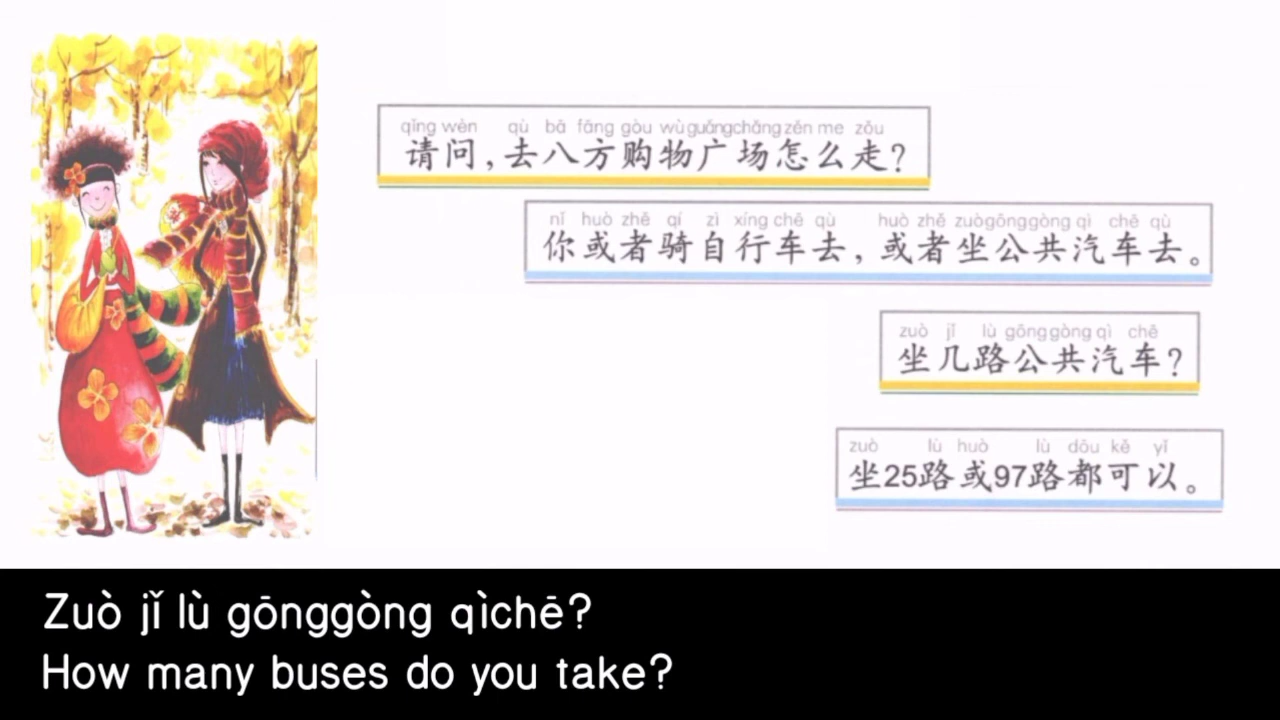 qǐng wèn qù bā fāng gòu wù guǎng chǎng zěn me zǒu
请问,去八方购物广场怎么走?
nǐ huò zhě qí zì xíng chē qù huò zhě zuò gōng gòng qì chē qù
你或者骑自行车去,或者坐公共汽车去。
zuò jǐ lù gōng gòng qì chē
坐几路公共汽车?
zuò lù huò lù dōu kě yǐ
坐25路或97路都可以。
Zuò jǐ lù gōnggòng qìchē?
How many buses do you take?